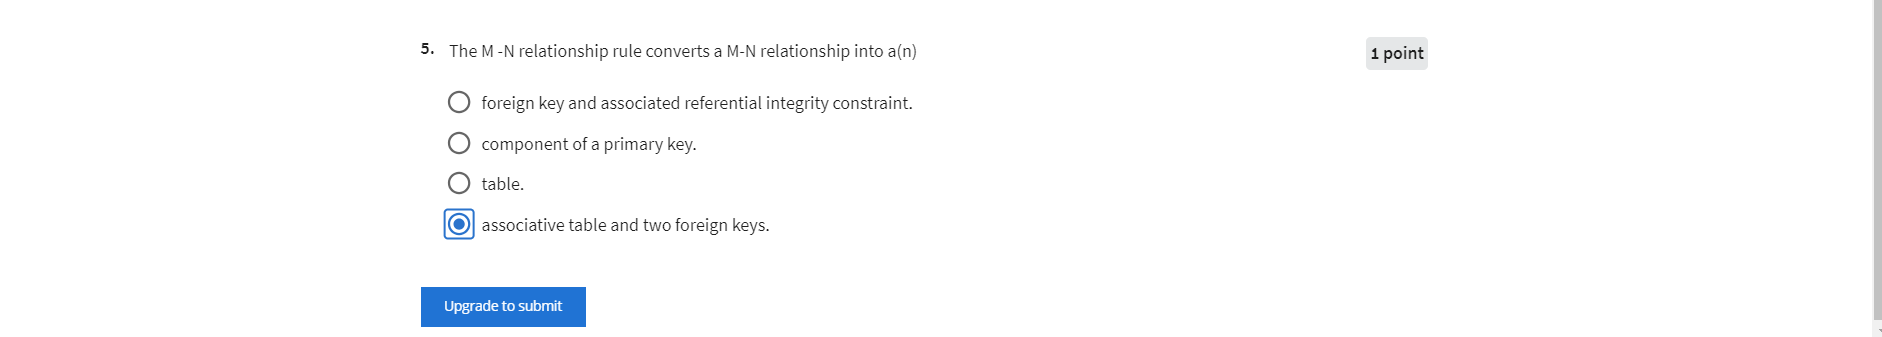 5. The M -N relationship rule converts a M-N relationship into a(n)
1 point
foreign key and associated referential integrity constraint.
component of a primary key.
table.
associative table and two foreign keys.
Upgrade to submit